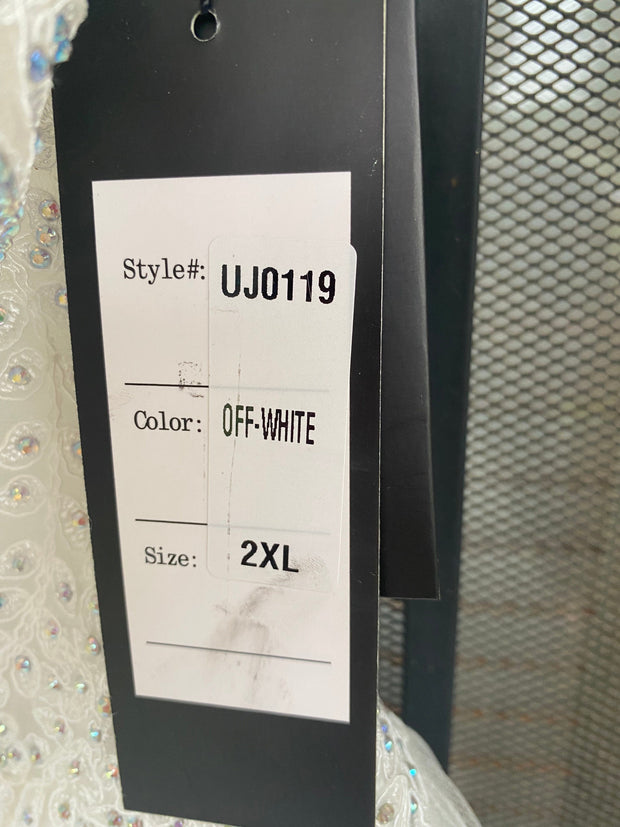 Style#: UJ0119
Color: OFF-WHITE
Size: 2XL